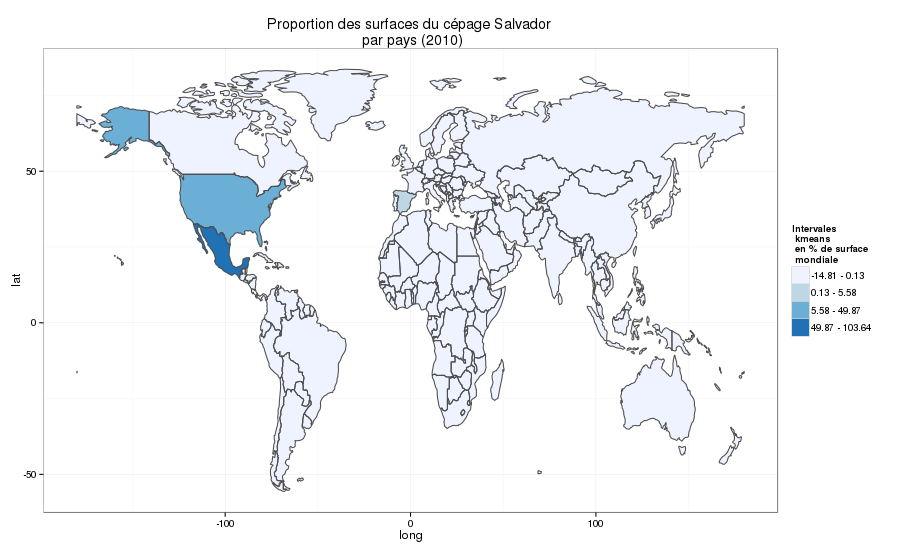 Proportion des surfaces du cépage Salvador
par pays (2010)
50
0
-50
lat
-100
0
100
long
Intervales
kmeans
en % de surface
mondiale
-14.81 - 0.13
0.13 - 5.58
5.58 - 49.87
49.87 - 103.64